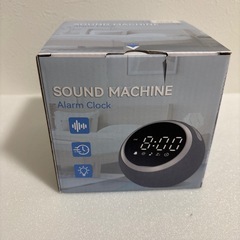 SOUND MACHINE
Alarm Clock
8:00